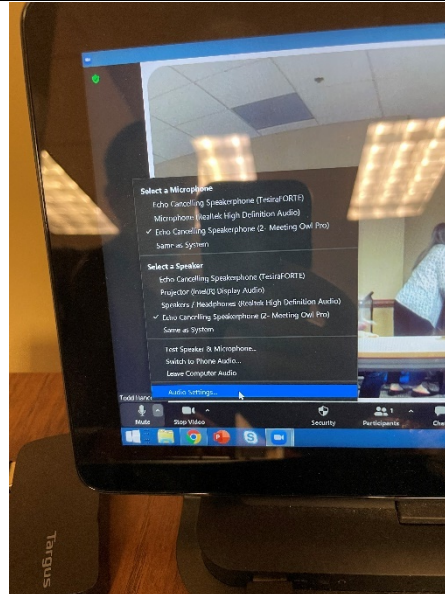 Select a Microphone
Echo Cancelling Speakerphone (TesiraFORTE)
Microphone (Realtek High Definition Audio)
✓ Echo Cancelling Speakerphone (2- Meeting Owl Pro)
Same as System
Select a Speaker
Echo Cancelling Speakerphone (TesiraFORTE)
Projector (Intel(R) Display Audio)
Speakers / Headphones (Realtek High Definition Audio)
✓ Echo Cancelling Speakerphone (2- Meeting Owl Pro)
Same as System
Test Speaker & Microphone...
Switch to Phone Audio...
Leave Computer Audio
Audio Settings...
Todd
Mute
Stop Video
Security
1
Participants
Targus